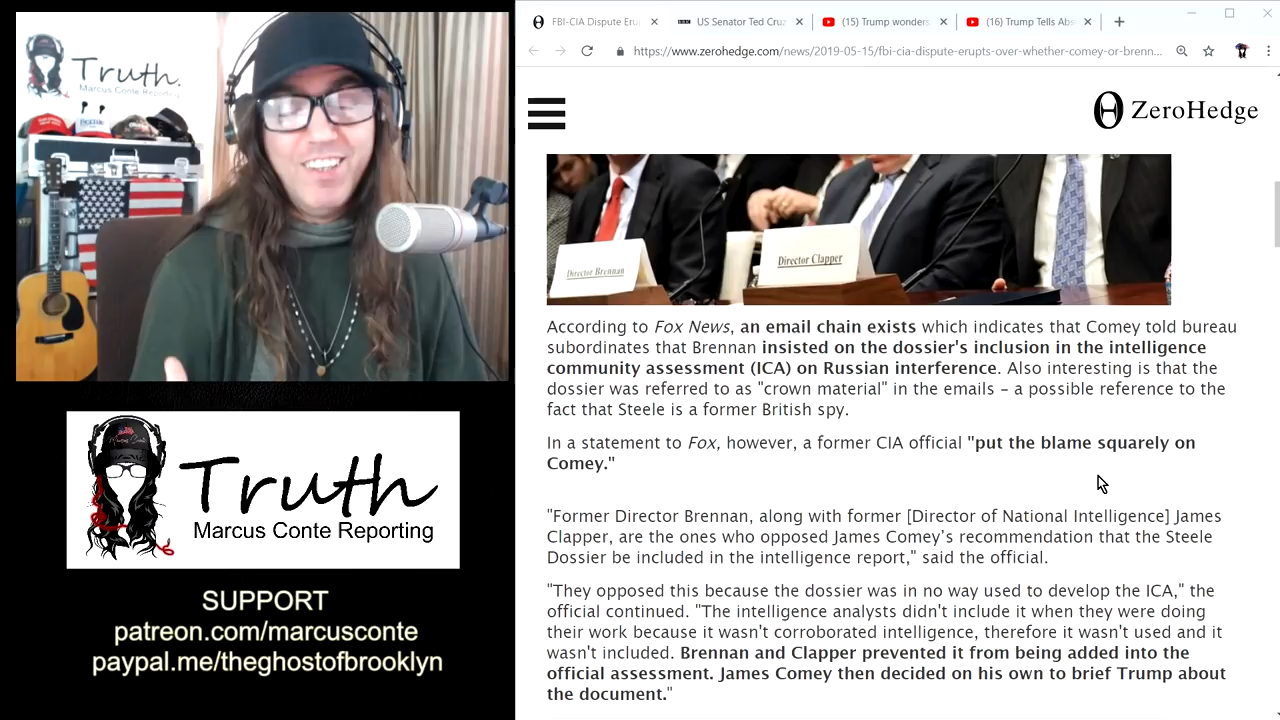 Truth.
Marcus Conte Reporting
Truth
Marcus Conte Reporting
SUPPORT
patreon.com/marcusconte
paypal.me/theghostofbrooklyn
FBI-CIA Dispute Eru
US Senator Ted Cruz
(15) Trump wonders
(16) Trump Tells Abs
https://www.zerohedge.com/news/2019-05-15/fbi-cia-dispute-erupts-over-whether-comey-or-brenn...
ZeroHedge
Director Brennan
Director Clapper
According to Fox News, an email chain exists which indicates that Comey told bureau
subordinates that Brennan insisted on the dossier's inclusion in the intelligence
community assessment (ICA) on Russian interference. Also interesting is that the
dossier was referred to as "crown material" in the emails – a possible reference to the
fact that Steele is a former British spy.
In a statement to Fox, however, a former CIA official "put the blame squarely on
Comey."
"Former Director Brennan, along with former [Director of National Intelligence] James
Clapper, are the ones who opposed James Comey's recommendation that the Steele
Dossier be included in the intelligence report," said the official.
"They opposed this because the dossier was in no way used to develop the ICA," the
official continued. "The intelligence analysts didn't include it when they were doing
their work because it wasn't corroborated intelligence, therefore it wasn't used and it
wasn't included. Brennan and Clapper prevented it from being added into the
official assessment. James Comey then decided on his own to brief Trump about
the document."